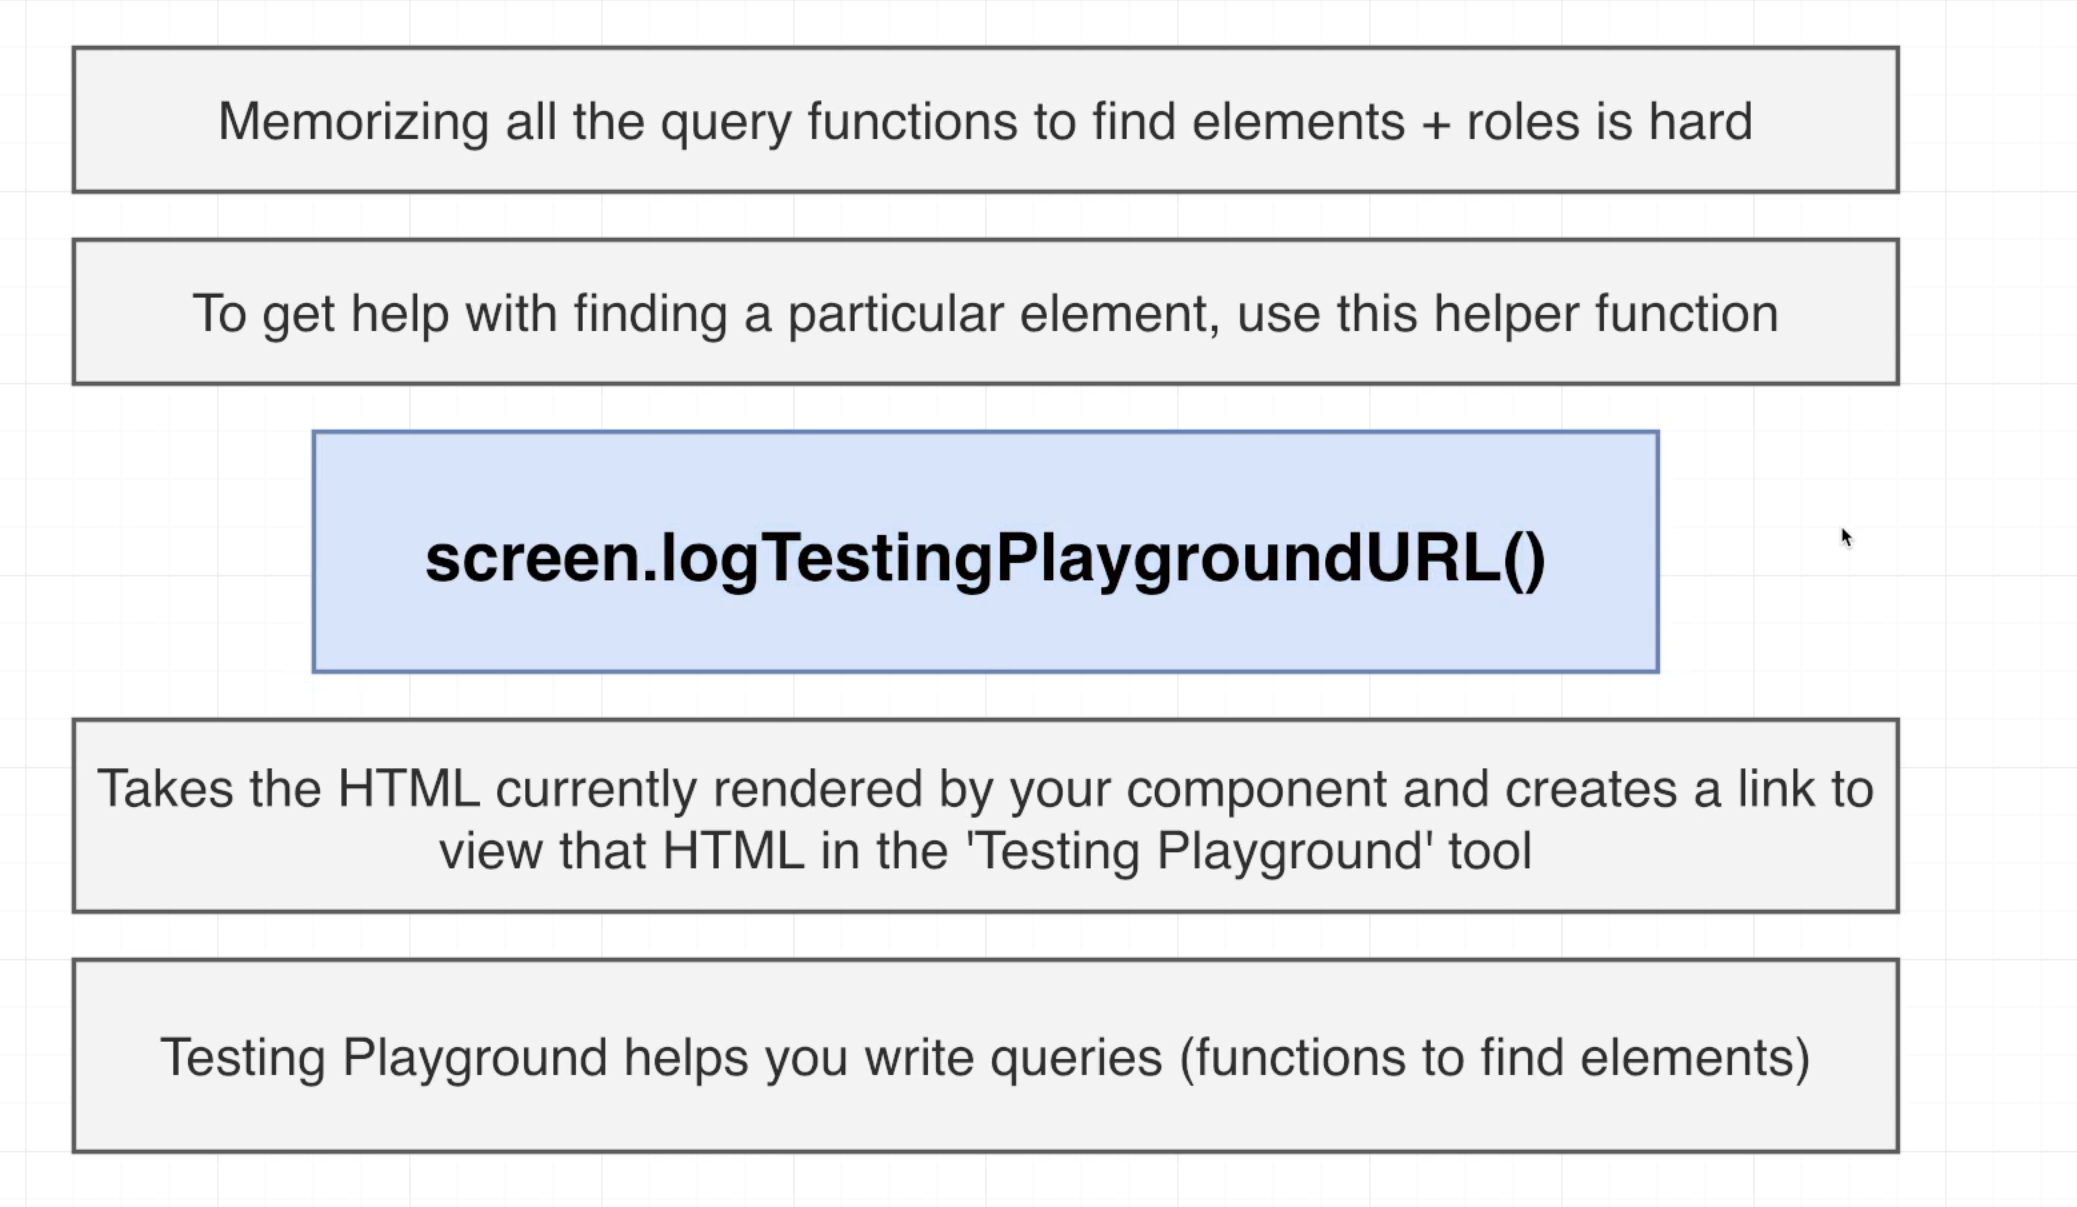 Memorizing all the query functions to find elements + roles is hard
To get help with finding a particular element, use this helper function
screen.logTestingPlaygroundURL()
Takes the HTML currently rendered by your component and creates a link to
view that HTML in the 'Testing Playground' tool
Testing Playground helps you write queries (functions to find elements)